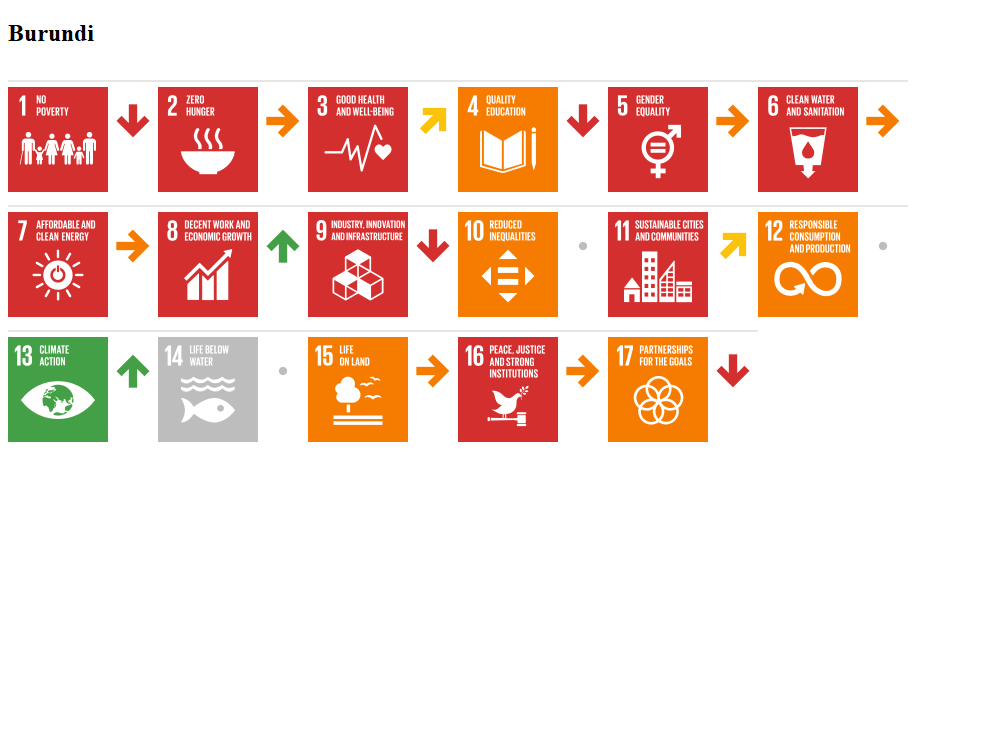 Burundi
1 NO
POVERTY
2 ZERO
HUNGER
3 GOOD HEALTH
AND WELL-BEING
4 QUALITY
EDUCATION
5 GENDER
EQUALITY
6 CLEAN WATER
AND SANITATION
7 AFFORDABLE AND
CLEAN ENERGY
8 DECENT WORK AND
ECONOMIC GROWTH
9 INDUSTRY, INNOVATION
AND INFRASTRUCTURE
10 REDUCED
INEQUALITIES
11 SUSTAINABLE CITIES
AND COMMUNITIES
12 RESPONSIBLE
CONSUMPTION
AND PRODUCTION
13 CLIMATE
ACTION
14 LIFE BELOW
WATER
15 LIFE
ON LAND
16 PEACE, JUSTICE
AND STRONG
INSTITUTIONS
17 PARTNERSHIPS
FOR THE GOALS